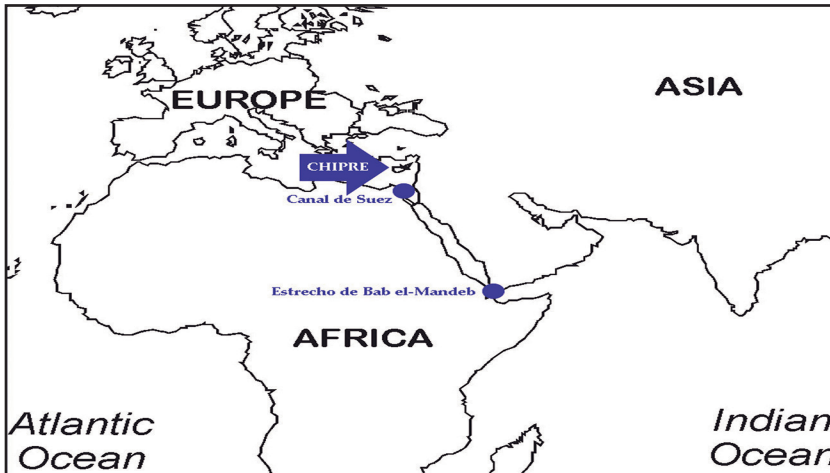 ASIA
EUROPE
CHIPRE
Canal de Suez
Estrecho de Bab el-Mandeb
AFRICA
Atlantic
Ocean
Indian
Ocean